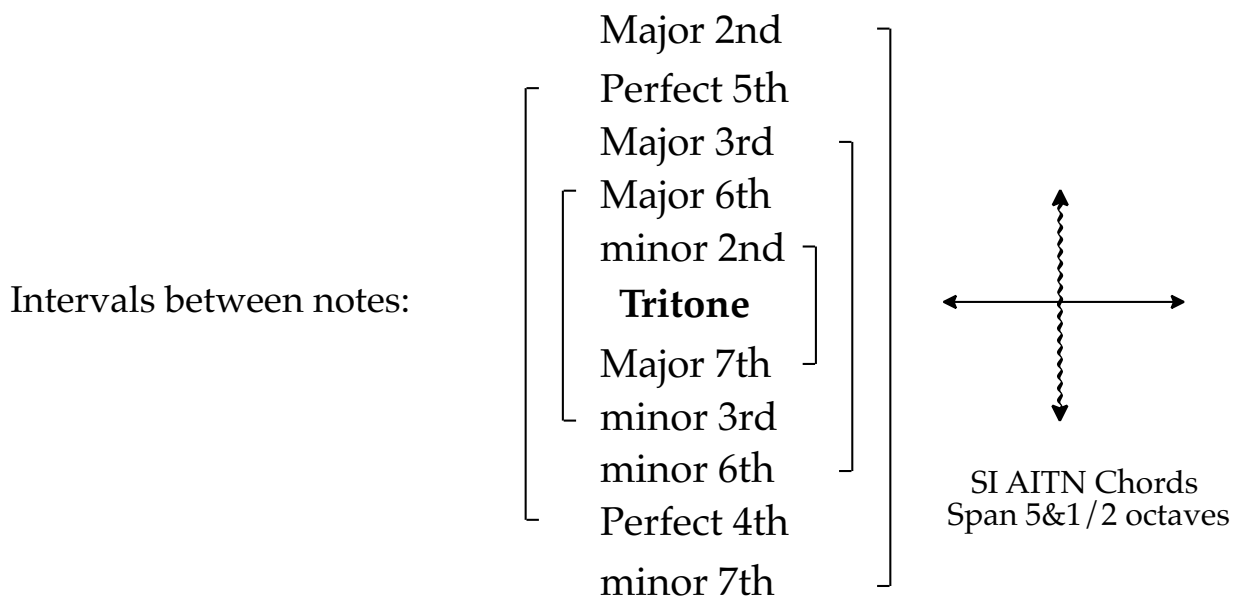 Major 2nd
Perfect 5th
Major 3rd
Major 6th
minor 2nd
Intervals between notes:
Tritone
Major 7th
minor 3rd
minor 6th
Perfect 4th
minor 7th
SI AITN Chords
Span 5&1/2 octaves